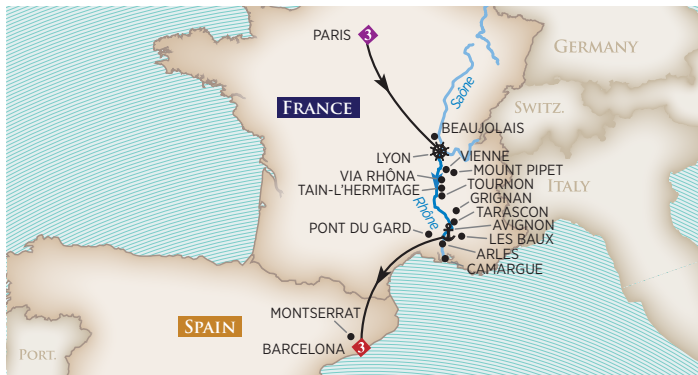 PARIS
3
GERMANY
FRANCE
Saône
SWITZ.
BEAUJOLAIS
LYON
VIENNE
MOUNT PIPET
VIA RHÔNA
TOURNON
TAIN-L'HERMITAGE
ITALY
GRIGNAN
Rhône
TARASCON
AVIGNON
PONT DU GARD
LES BAUX
ARLES
CAMARGUE
MONTSERRAT
SPAIN
BARCELONA
3
PORT.